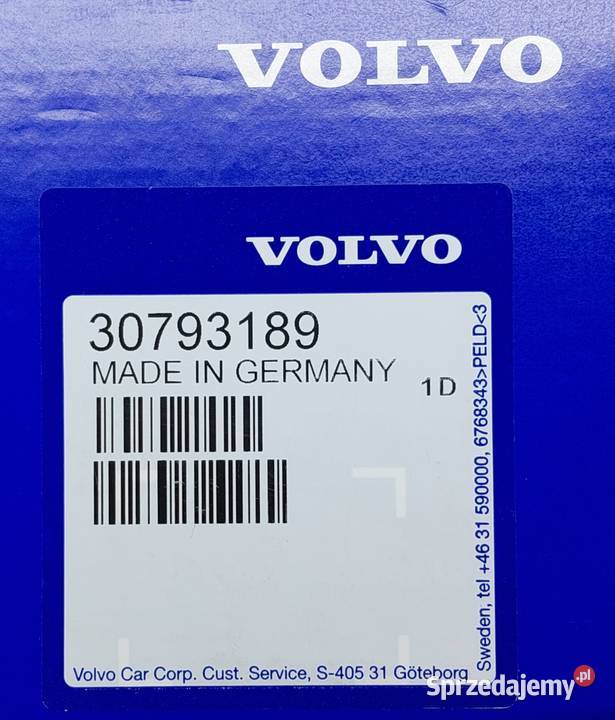 VOLVO
VOLVO
30793189
MADE IN GERMANY
1D
Sweden, tel +46 31 590000, 6768343>PELD<3
Volvo Car Corp. Cust. Service, S-405 31 Göteborg
Sprzedajemy.pl